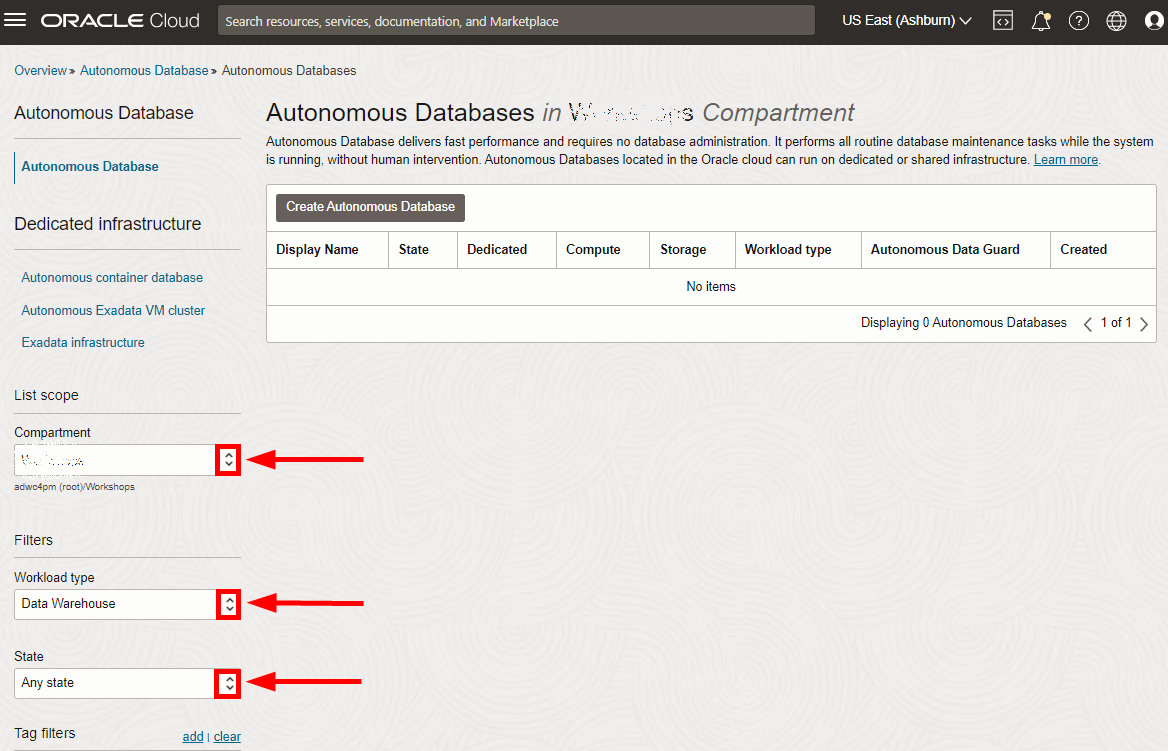 ORACLE Cloud
Search resources, services, documentation, and Marketplace
US East (Ashburn)
Overview » Autonomous Database » Autonomous Databases
Autonomous Database
Autonomous Database
Dedicated infrastructure
Autonomous container database
Autonomous Exadata VM cluster
Exadata infrastructure
List scope
Compartment
adwc4pm (root)/Workshops
Filters
Workload type
Data Warehouse
State
Any state
Tag filters
add | clear
Autonomous Databases in Compartment
Autonomous Database delivers fast performance and requires no database administration. It performs all routine database maintenance tasks while the system
is running, without human intervention. Autonomous Databases located in the Oracle cloud can run on dedicated or shared infrastructure. Learn more.
Create Autonomous Database
Display Name State Dedicated Compute Storage Workload type Autonomous Data Guard Created
No items
Displaying 0 Autonomous Databases < 1 of 1 >